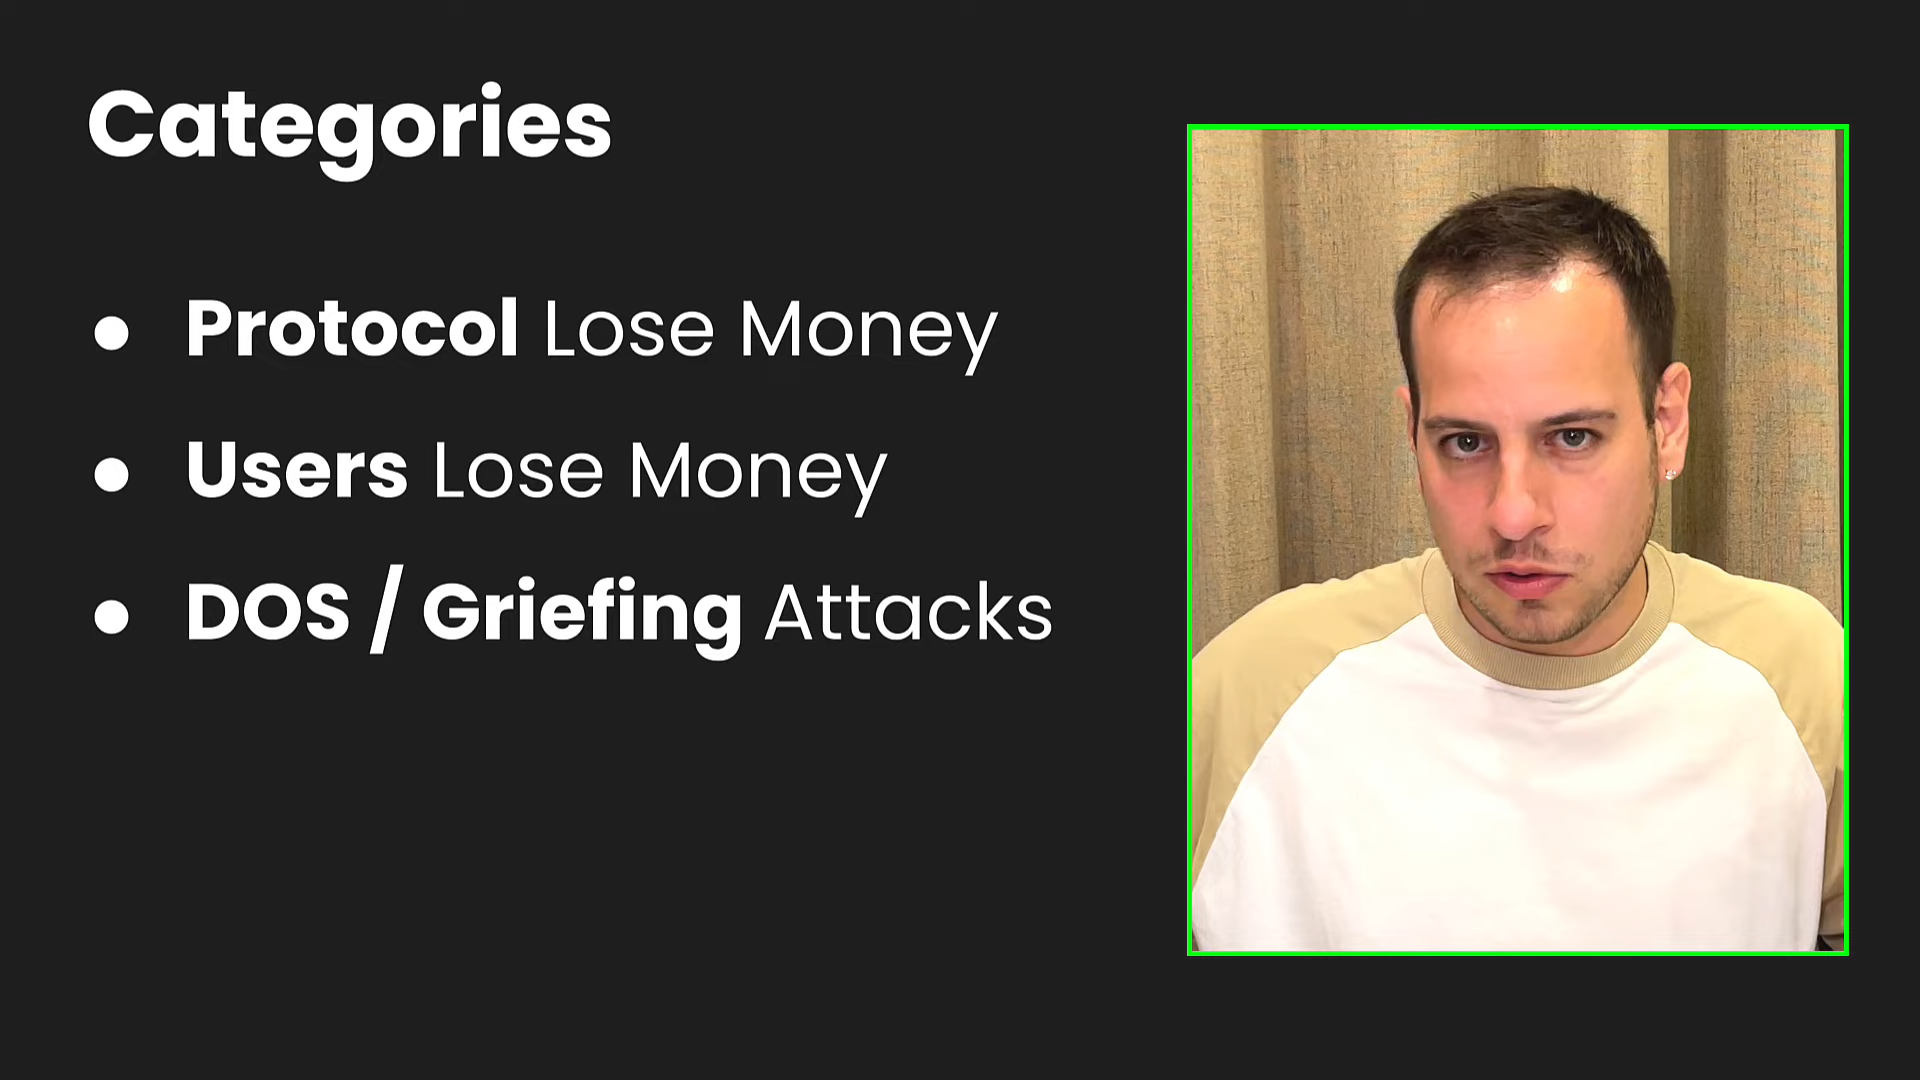 Categories
● Protocol Lose Money
● Users Lose Money
● DOS / Griefing Attacks